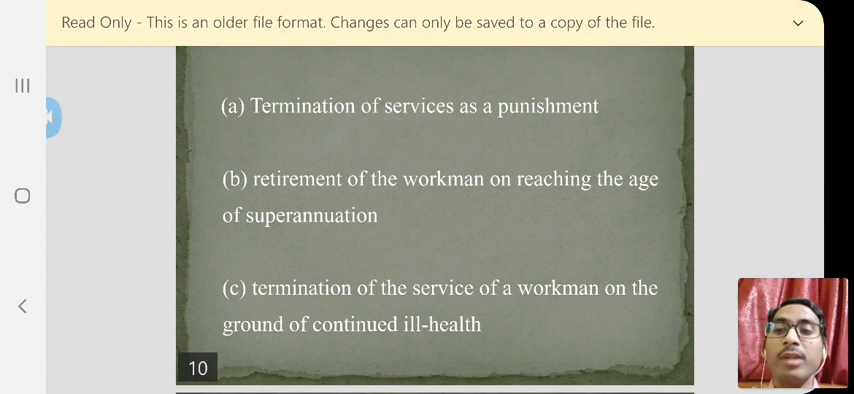 Read Only - This is an older file format. Changes can only be saved to a copy of the file.
(a) Termination of services as a punishment
(b) retirement of the workman on reaching the age
of superannuation
(c) termination of the service of a workman on the
ground of continued ill-health
10